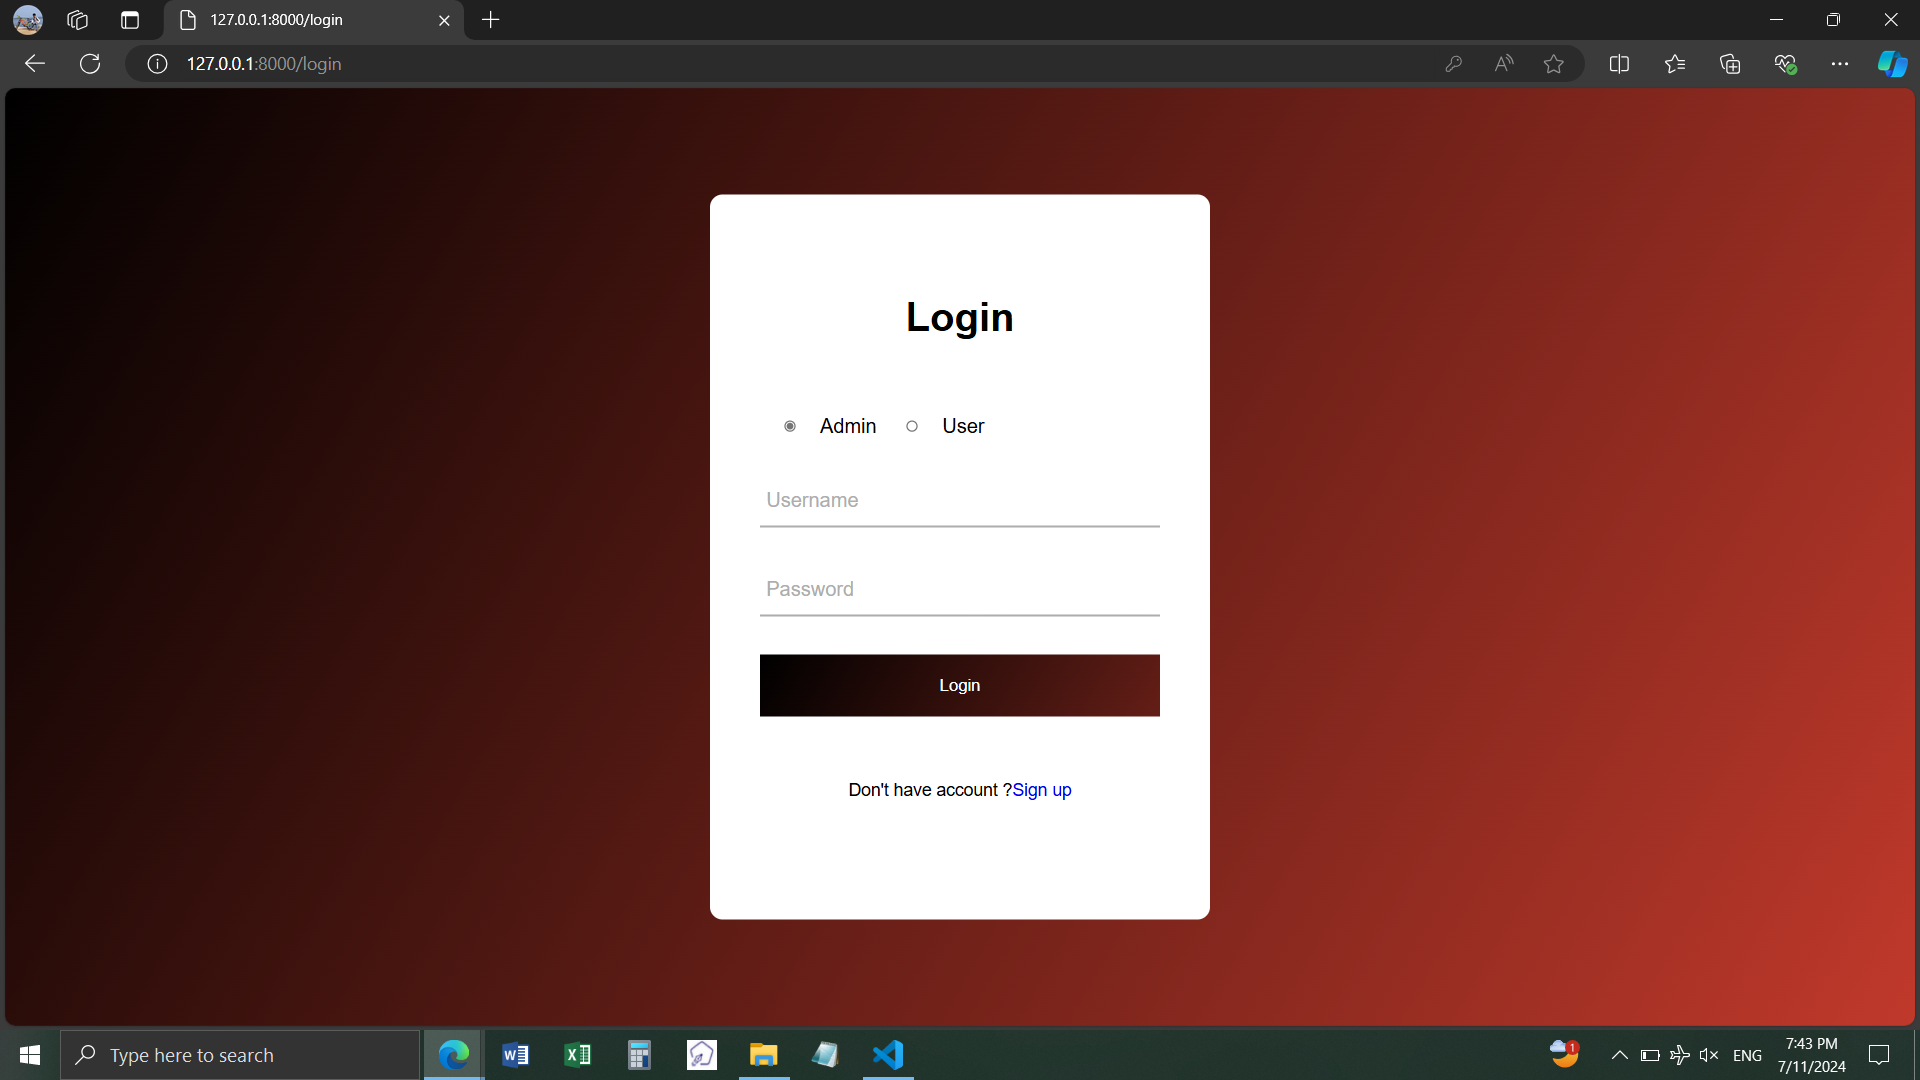 127.0.0.1:8000/login
127.0.0.1:8000/login
Login
Admin User
Username
Password
Login
Don't have account ?Sign up
Type here to search
1
ENG
7:43 PM
7/11/2024